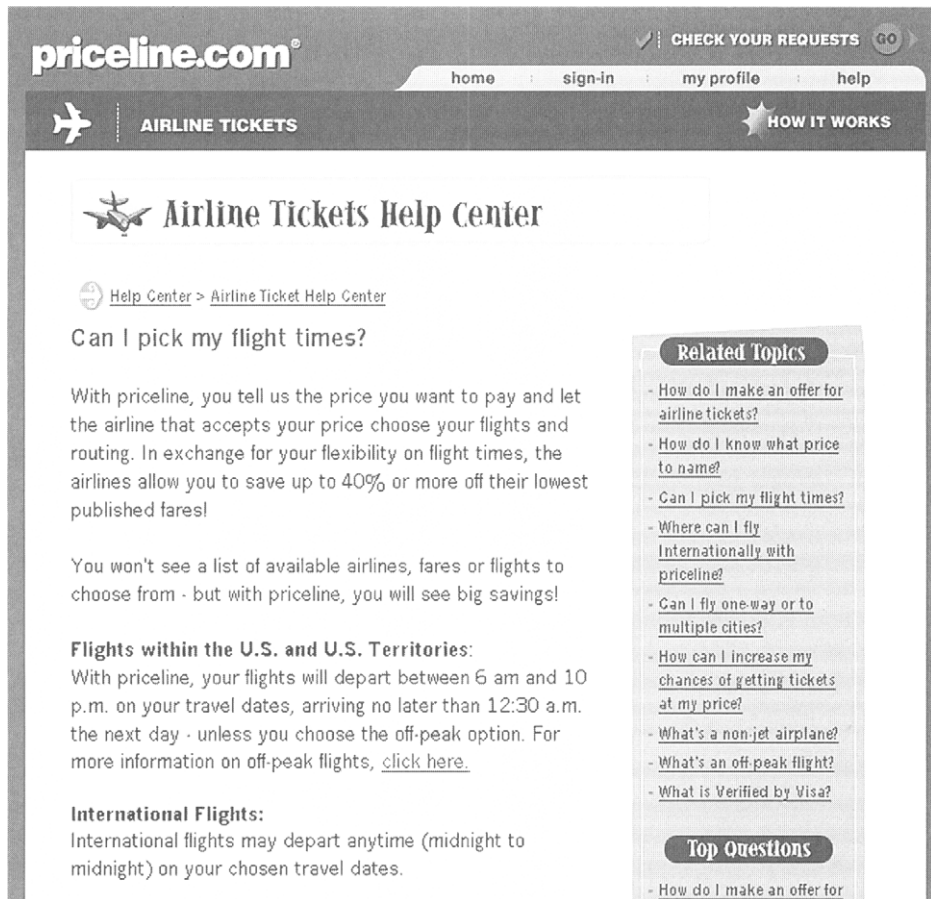 priceline.com®
CHECK YOUR REQUESTS GO
home : sign-in : my profile : help
AIRLINE TICKETS
HOW IT WORKS
Airline Tickets Help Center
Help Center > Airline Ticket Help Center
Can I pick my flight times?
With priceline, you tell us the price you want to pay and let
the airline that accepts your price choose your flights and
routing. In exchange for your flexibility on flight times, the
airlines allow you to save up to 40% or more off their lowest
published fares!
You won't see a list of available airlines, fares or flights to
choose from - but with priceline, you will see big savings!
Flights within the U.S. and U.S. Territories:
With priceline, your flights will depart between 6 am and 10
p.m. on your travel dates, arriving no later than 12:30 a.m.
the next day - unless you choose the off-peak option. For
more information on off-peak flights, click here.
International Flights:
International flights may depart anytime (midnight to
midnight) on your chosen travel dates.
Related Topics
- How do I make an offer for
airline tickets?
- How do I know what price
to name?
- Can I pick my flight times?
- Where can I fly
Internationally with
priceline?
- Can I fly one-way or to
multiple cities?
- How can I increase my
chances of getting tickets
at my price?
- What's a non-jet airplane?
- What's an off-peak flight?
- What is Verified by Visa?
Top Questions
- How do I make an offer for